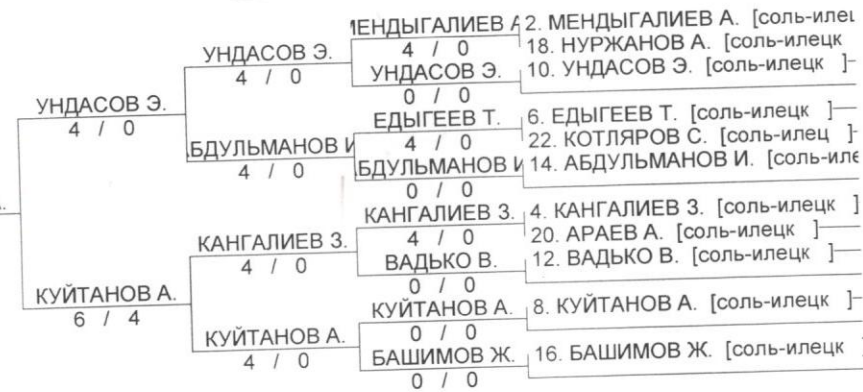 ЕНДЫГАЛИЕВ 2. МЕНДЫГАЛИЕВ А. [соль-илец
4 / 0 18. НУРЖАНОВ А. [соль-илецк
УНДАСОВ Э. УНДАСОВ Э. 10. УНДАСОВ Э. [соль-илецк ]
4 / 0 0 / 0
УНДАСОВ Э. ЕДЫГЕЕВ Т. 6. ЕДЫГЕЕВ Т. [соль-илецк ]
4 / 0 4 / 0 22. КОТЛЯРОВ С. [соль-илец ]
БДУЛЬМАНОВ И БДУЛЬМАНОВ И 14. АБДУЛЬМАНОВ И. [соль-иле
4 / 0 0 / 0
КАНГАЛИЕВ З. 4. КАНГАЛИЕВ З. [соль-илецк ]
4 / 0 20. АРАЕВ А. [соль-илецк ]
КАНГАЛИЕВ З. ВАДЬКО В. 12. ВАДЬКО В. [соль-илецк ]
4 / 0 0 / 0
КУЙТАНОВ А. КУЙТАНОВ А. 8. КУЙТАНОВ А. [соль-илецк ]
6 / 4 0 / 0
КУЙТАНОВ А. БАШИМОВ Ж. 16. БАШИМОВ Ж. [соль-илецк
4 / 0 0 / 0